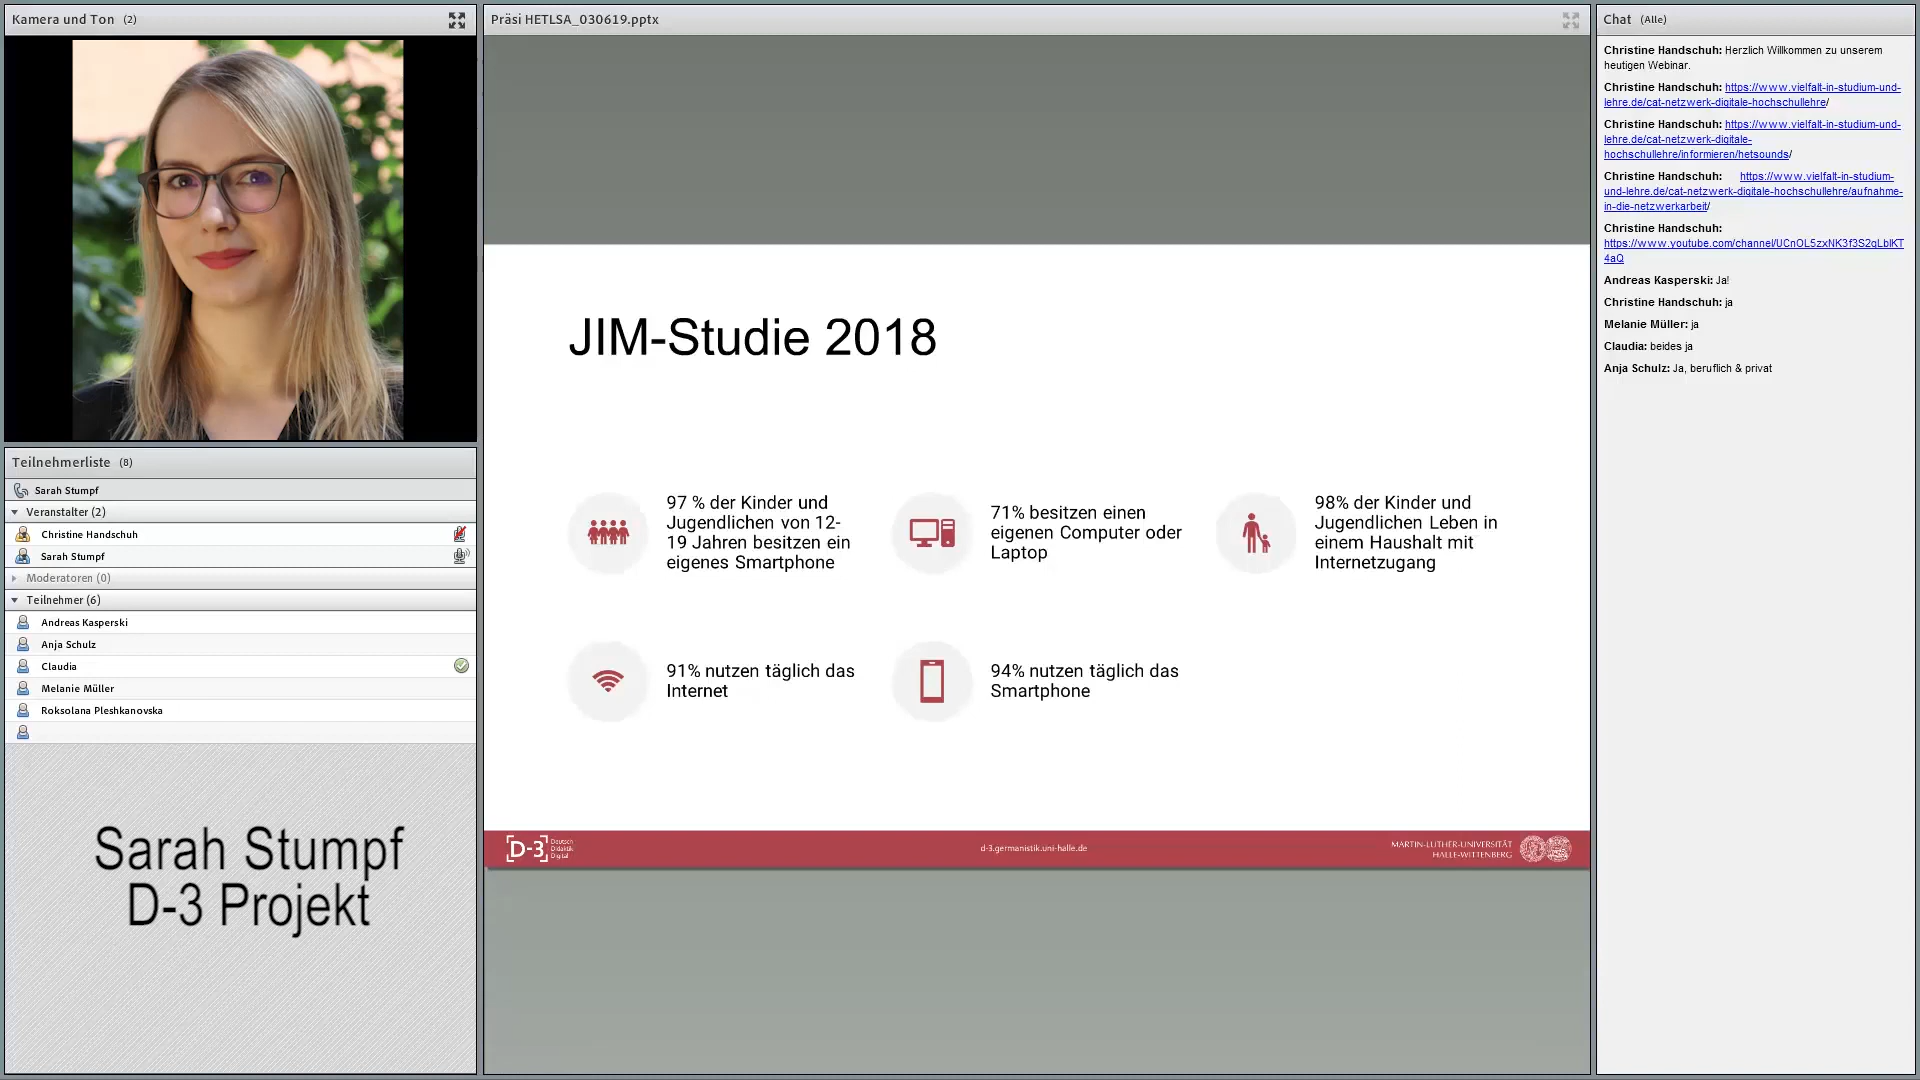 Kamera und Ton (2)
Teilnehmerliste (8)
Sarah Stumpf
Veranstalter (2)
Christine Handschuh
Sarah Stumpf
Moderatoren (0)
Teilnehmer (6)
Andreas Kasperski
Anja Schulz
Claudia
Melanie Müller
Roksolana Pleshkanovska
Sarah Stumpf
D-3 Projekt
Präsi HETLSA_030619.pptx
JIM-Studie 2018
97 % der Kinder und
Jugendlichen von 12-
19 Jahren besitzen ein
eigenes Smartphone
71% besitzen einen
eigenen Computer oder
Laptop
98% der Kinder und
Jugendlichen Leben in
einem Haushalt mit
Internetzugang
91% nutzen täglich das
Internet
94% nutzen täglich das
Smartphone
[D-3] Deutsch
Didaktik
Digital
d-3.germanistik.uni-halle.de
MARTIN-LUTHER-UNIVERSITÄT
HALLE-WITTENBERG
Chat (Alle)
Christine Handschuh: Herzlich Willkommen zu unserem
heutigen Webinar.
Christine Handschuh: https://www.vielfalt-in-studium-und-
lehre.de/cat-netzwerk-digitale-hochschullehre/
Christine Handschuh: https://www.vielfalt-in-studium-und-
lehre.de/cat-netzwerk-digitale-
hochschullehre/informieren/hetsounds/
Christine Handschuh: https://www.vielfalt-in-studium-
und-lehre.de/cat-netzwerk-digitale-hochschullehre/aufnahme-
in-die-netzwerkarbeit/
Christine Handschuh:
https://www.youtube.com/channel/UCnOL5zxNK3f3S2qLblKT
4aQ
Andreas Kasperski: Ja!
Christine Handschuh: ja
Melanie Müller: ja
Claudia: beides ja
Anja Schulz: Ja, beruflich & privat